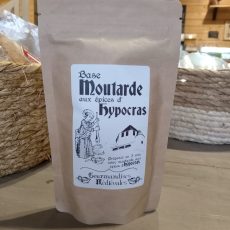 Base
Moutarde
aux épices d'
Hypocras
Gourmandises
Médiévales